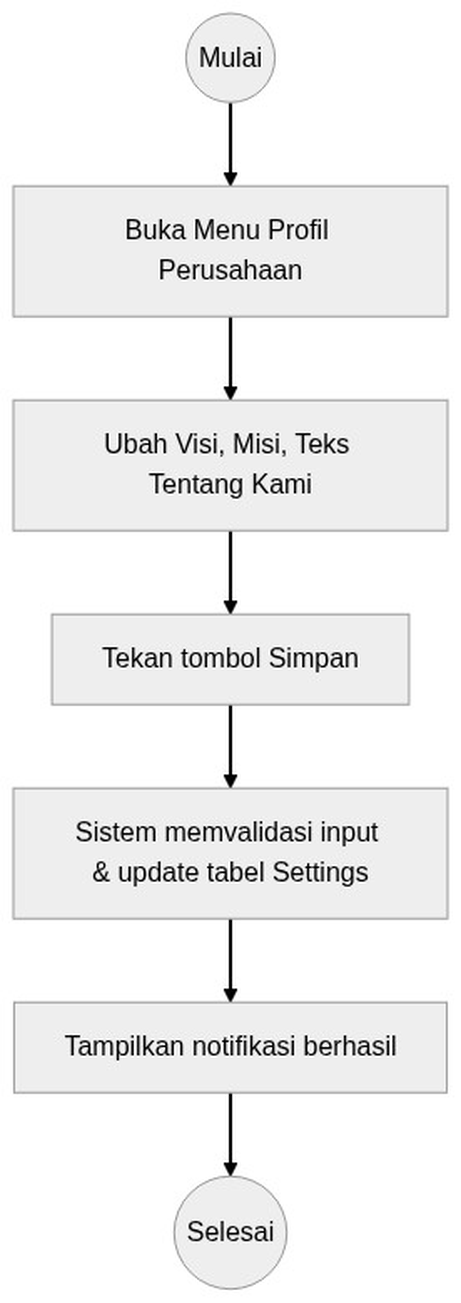 Mulai
Buka Menu Profil
Perusahaan
Ubah Visi, Misi, Teks
Tentang Kami
Tekan tombol Simpan
Sistem memvalidasi input
& update tabel Settings
Tampilkan notifikasi berhasil
Selesai